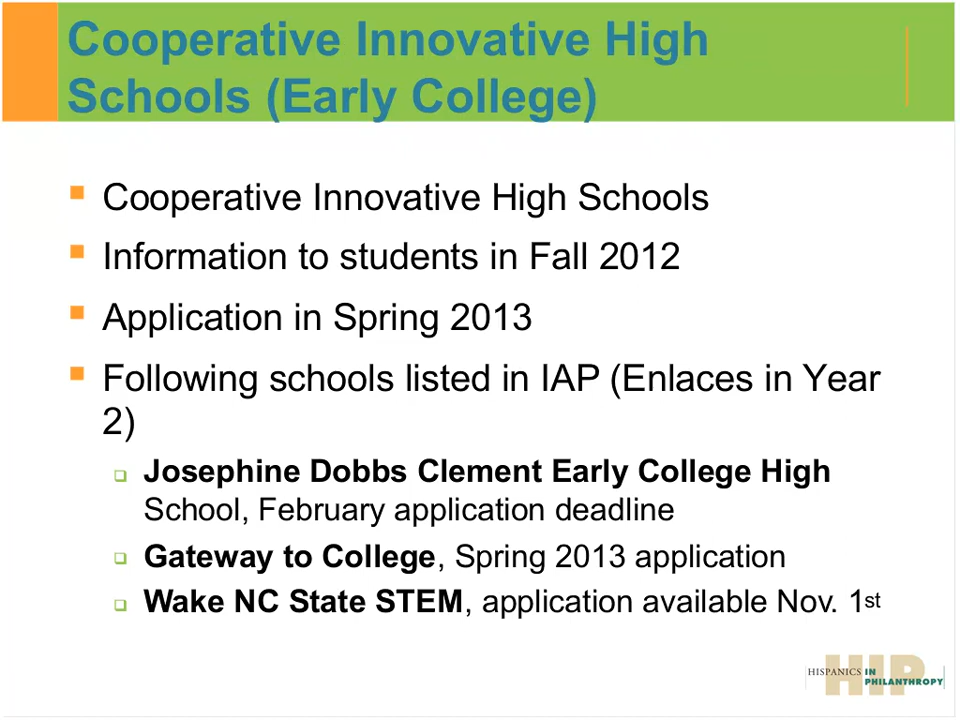 Cooperative Innovative High
Schools (Early College)
Cooperative Innovative High Schools
Information to students in Fall 2012
Application in Spring 2013
Following schools listed in IAP (Enlaces in Year
2)
Josephine Dobbs Clement Early College High
School, February application deadline
Gateway to College, Spring 2013 application
Wake NC State STEM, application available Nov. 1st
HIP
HISPANICS IN
PHILANTHROPY